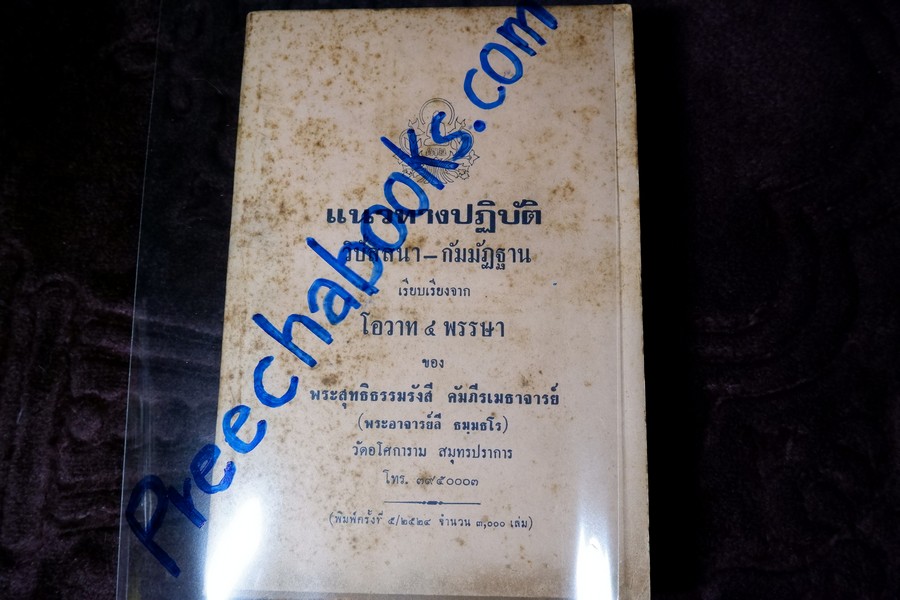 แนวทางปฏิบัติ
วิปัสสนา – กัมมัฏฐาน
เรียบเรียงจาก
โอวาท ๔ พรรษา
ของ
พระสุทธิธรรมรังสี คัมภีรเมธาจารย์
(พระอาจารย์ลี ธมฺมธโร)
วัดอโศการาม สมุทรปราการ
โทร. ๓๙๕๐๐๐๓
(พิมพ์ครั้งที่ ๕/๒๕๒๔ จำนวน ๓,๐๐๐ เล่ม)
Preechabooks.com